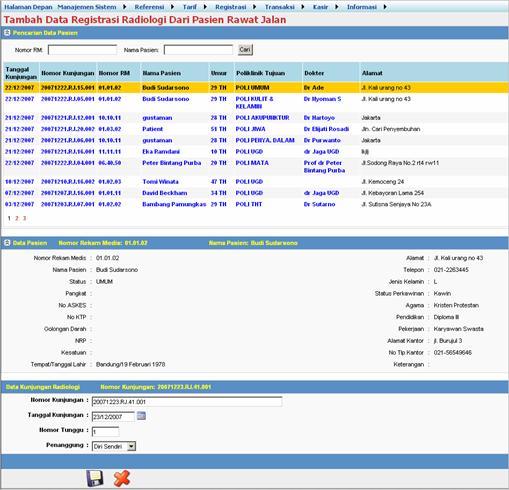 Halaman Depan Manajemen Sistem Referensi Tarif Registrasi Transaksi Kasir Informasi
Tambah Data Registrasi Radiologi Dari Pasien Rawat Jalan
Pencarian Data Pasien
Nomor RM: Nama Pasien: Cari
Tanggal Kunjungan Nomor Kunjungan Nomor RM Nama Pasien Umur Poliklinik Tujuan Dokter Alamat
22/12/2007 20071222.RJ.15.001 01.01.02 Budi Sudarsono 29 TH POLI UMUM Dr Ade Jl. Kali urang no 43
22/12/2007 20071222.RJ.05.001 01.01.02 Budi Sudarsono 29 TH POLI KULIT & KELAMIN Dr Nyoman S Jl. Kali urang no 43
21/12/2007 20071221.RJ.12.001 10.10.11 gustaman 28 TH POLI AKUPUNKTUR Dr Hartoyo Jakarta
21/12/2007 20071221.RJ.20.002 01.03.02 Patient 51 TH POLI JIWA Dr Elijati Rosadi Jln. Cari Penyembuhan
21/12/2007 gustaman 28 TH POLI PENYA. DALAM Dr Purwanto Jakarta
21/12/2007 20071221.RJ.16.001 11.11.11 Eka Ramdani 10 TH POLI UGD dr Jaga UGD
22/12/2007 20071222.RJ.04.001 06.40.50 Peter Bintang Purba 20 TH POLI MATA Prof dr Peter Bintang Purba Jl.Sodong Raya No.2 rt4 rw11
10/12/2007 20071210.RJ.16.002 01.02.03 Tomi Winata 47 TH POLI UGD Jl. Kemoceng 24
07/12/2007 20071207.RJ.16.001 01.01.11 David Beckham 34 TH POLI UGD dr Jaga UGD Jl. Kebayoran Lama 254
03/12/2007 20071203.RJ.07.001 01.01.02 Bambang Pamungkas 29 TH POLI THT Dr Sutarno Jl. Sutisna Senjaya No 23A
1 2 3
Data Pasien Nomor Rekam Medis: 01.01.02 Nama Pasien: Budi Sudarsono
Nomor Rekam Medis : 01.01.02 Alamat : Jl. Kali urang no 43
Nama Pasien : Budi Sudarsono Telepon : 021-2263445
Status : UMUM Jenis Kelamin : L
Pangkat : Status Perkawinan : Kawin
No ASKES : Agama : Kristen Protestan
No KTP : Pendidikan : Diploma III
Golongan Darah : Pekerjaan : Karyawan Swasta
NRP : Alamat Kantor : jl. Burujul 3
Kesatuan : No Tlp Kantor : 021-56549646
Tempat/Tanggal Lahir : Bandung/19 Februari 1978 Keterangan :
Data Kunjungan Radiologi Nomor Kunjungan: 20071223.RJ.41.001
Nomor Kunjungan : 20071223.RJ.41.001
Tanggal Kunjungan : 23/12/2007
Nomor Tunggu : 1
Penanggung : Diri Sendiri